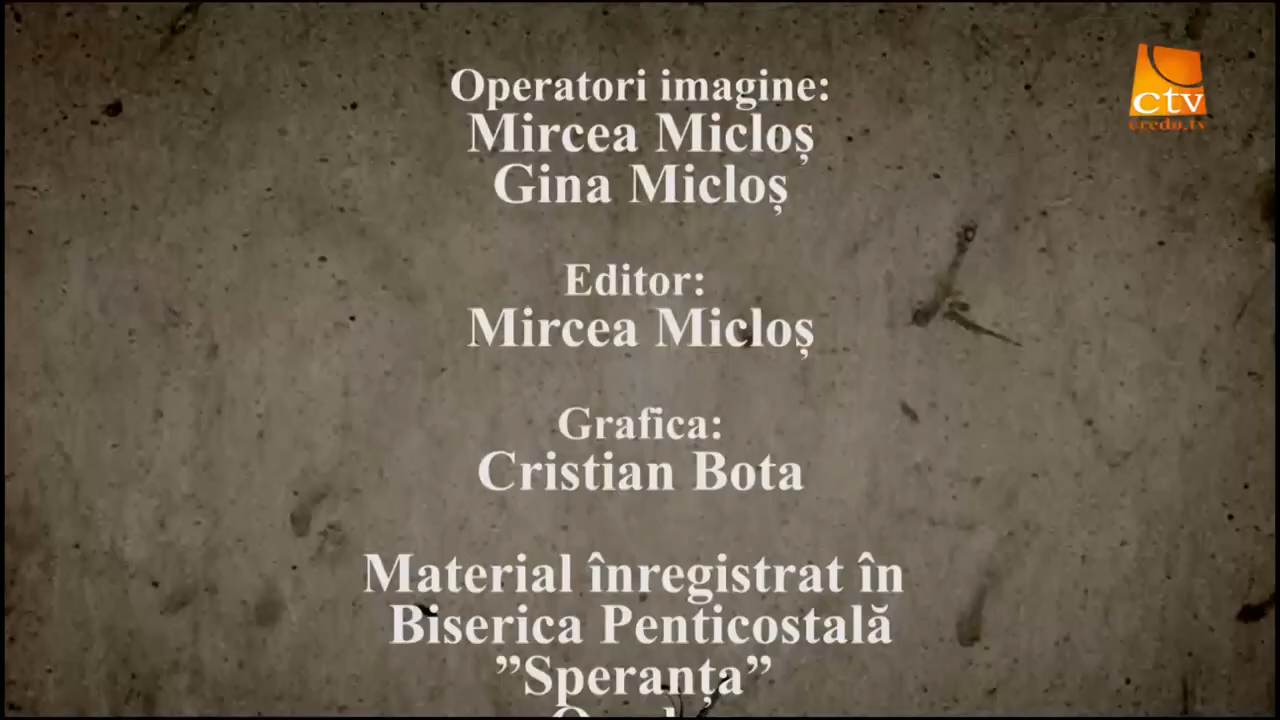 Operatori imagine:
Mircea Micloș
Gina Micloș
Editor:
Mircea Micloș
Grafica:
Cristian Bota
Material înregistrat în
Biserica Penticostală
”Speranța”
ctv
credo.tv